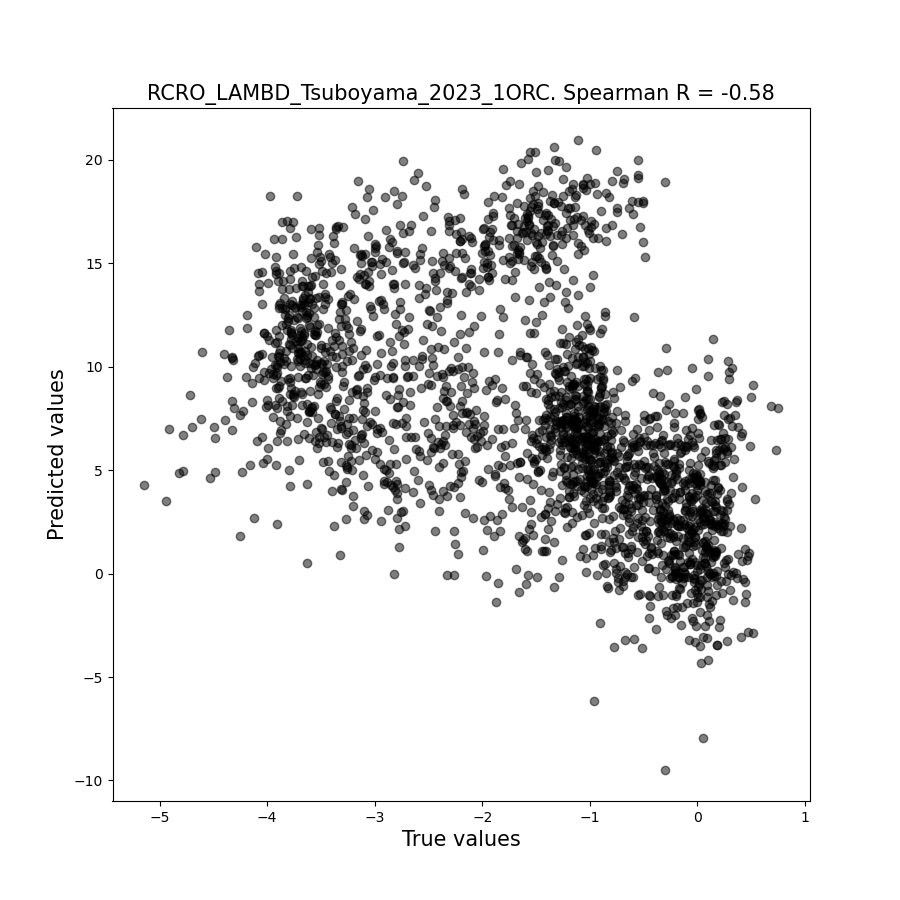 RCRO_LAMBD_Tsuboyama_2023_1ORC. Spearman R = -0.58
20
15
10
5
0
−5
−10
Predicted values
−5 −4 −3 −2 −1 0 1
True values